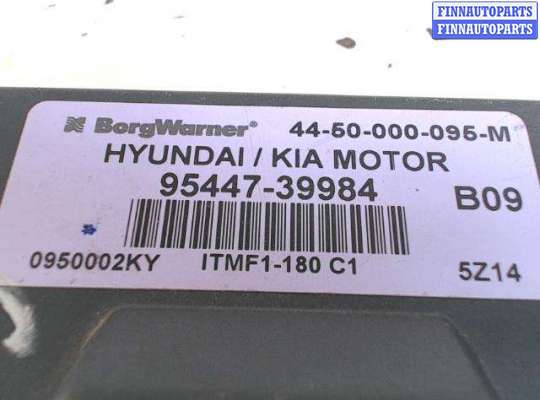 FINNAUTOPARTS
FINNAUTOPARTS
BorgWarner® 44-50-000-095-M
HYUNDAI / KIA MOTOR
95447-39984 B09
0950002KY ITMF1-180 C1 5Z14